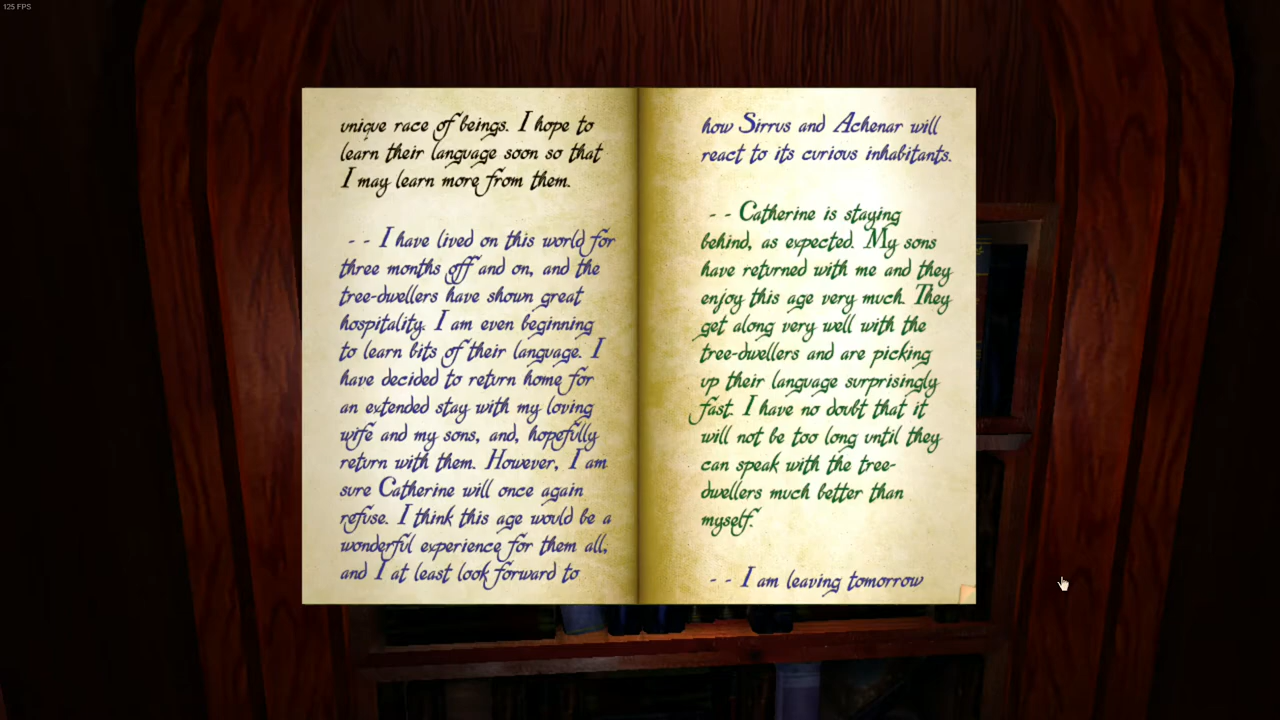 125 FPS
unique race of beings. I hope to
learn their language soon so that
I may learn more from them.
-- I have lived on this world for
three months off and on, and the
tree-dwellers have shown great
hospitality. I am even beginning
to learn bits of their language. I
have decided to return home for
an extended stay with my loving
wife and my sons, and, hopefully
return with them. However, I am
sure Catherine will once again
refuse. I think this age would be a
wonderful experience for them all,
and I at least look forward to
how Sirrus and Achenar will
react to its curious inhabitants.
-- Catherine is staying
behind, as expected. My sons
have returned with me and they
enjoy this age very much. They
get along very well with the
tree-dwellers and are picking
up their language surprisingly
fast. I have no doubt that it
will not be too long until they
can speak with the tree-
dwellers much better than
myself.
-- I am leaving tomorrow